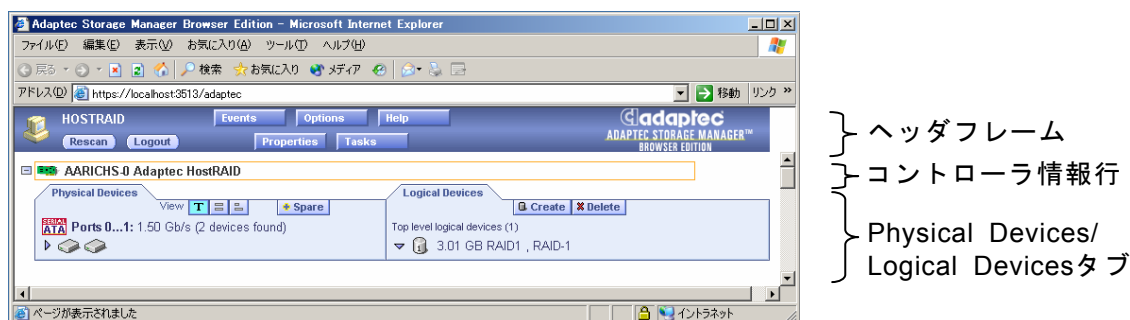 Adaptec Storage Manager Browser Edition - Microsoft Internet Explorer
ファイル(F) 編集(E) 表示(V) お気に入り(A) ツール(T) ヘルプ(H)
戻る 検索 お気に入り メディア
アドレス(D) https://localhost:3513/adaptec 移動 リンク »
HOSTRAID Events Options Help adaptec
Rescan Logout Properties Tasks ADAPTEC STORAGE MANAGER™
BROWSER EDITION
ヘッダフレーム
AARICHS-0 Adaptec HostRAID
コントローラ情報行
Physical Devices Logical Devices
View T + Spare Create Delete
SERIAL ATA Ports 0...1: 1.50 Gb/s (2 devices found) Top level logical devices (1)
3.01 GB RAID1 , RAID-1
Physical Devices/
Logical Devicesタブ
ページが表示されました イントラネット